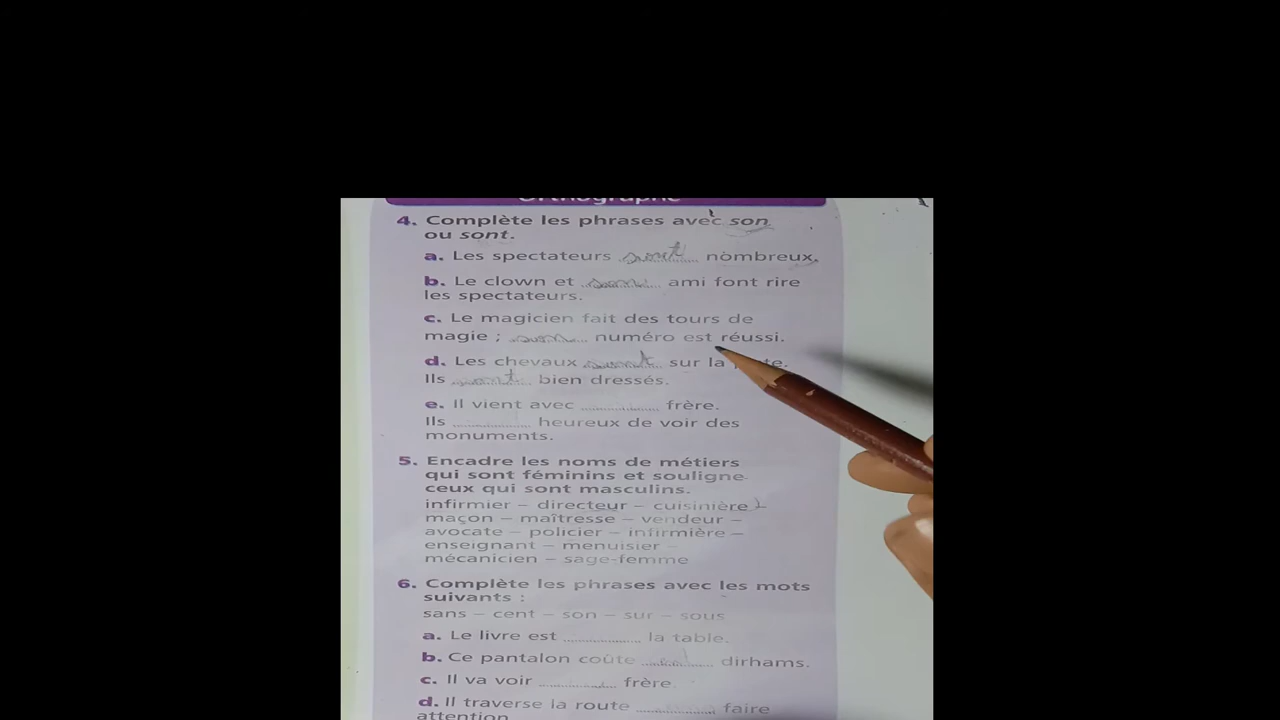 Orthographe
4. Complète les phrases avec son
ou sont.
a. Les spectateurs sont nombreux.
b. Le clown et son ami font rire
les spectateurs.
c. Le magicien fait des tours de
magie ; son numéro est réussi.
d. Les chevaux sont sur la piste.
Ils sont bien dressés.
e. Il vient avec .............. frère.
Ils .............. heureux de voir des
monuments.
5. Encadre les noms de métiers
qui sont féminins et souligne
ceux qui sont masculins.
infirmier – directeur – cuisinière –
maçon – maîtresse – vendeur –
avocate – policier – infirmière –
enseignant – menuisier –
mécanicien – sage-femme
6. Complète les phrases avec les mots
suivants :
sans – cent – son – sur – sous
a. Le livre est .............. la table.
b. Ce pantalon coûte .............. dirhams.
c. Il va voir .............. frère.
d. Il traverse la route .............. faire
attention.